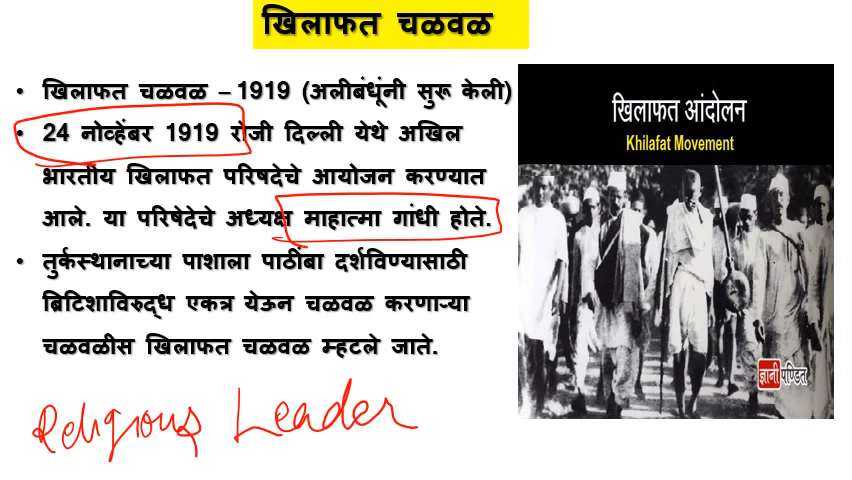 खिलाफत चळवळ
• खिलाफत चळवळ – 1919 (अलीबंधूंनी सुरू केली)
• 24 नोव्हेंबर 1919 रोजी दिल्ली येथे अखिल
भारतीय खिलाफत परिषदेचे आयोजन करण्यात
आले. या परिषेदेचे अध्यक्ष माहात्मा गांधी होते.
• तुर्कस्थानाच्या पाशाला पाठींबा दर्शविण्यासाठी
ब्रिटिशाविरुद्ध एकत्र येऊन चळवळ करणाऱ्या
चळवळीस खिलाफत चळवळ म्हटले जाते.
Religious Leader
खिलाफत आंदोलन
Khilafat Movement
ज्ञानी पण्डित